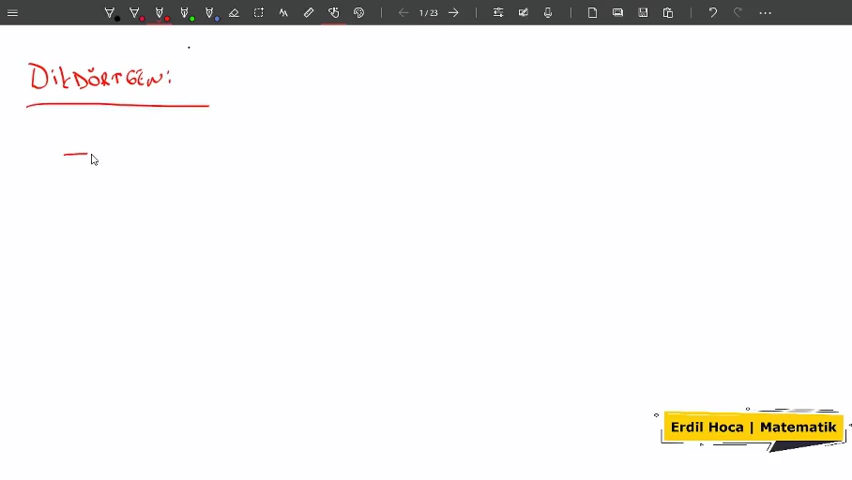 1 / 23
DİKDÖRTGEN:
Erdil Hoca | Matematik